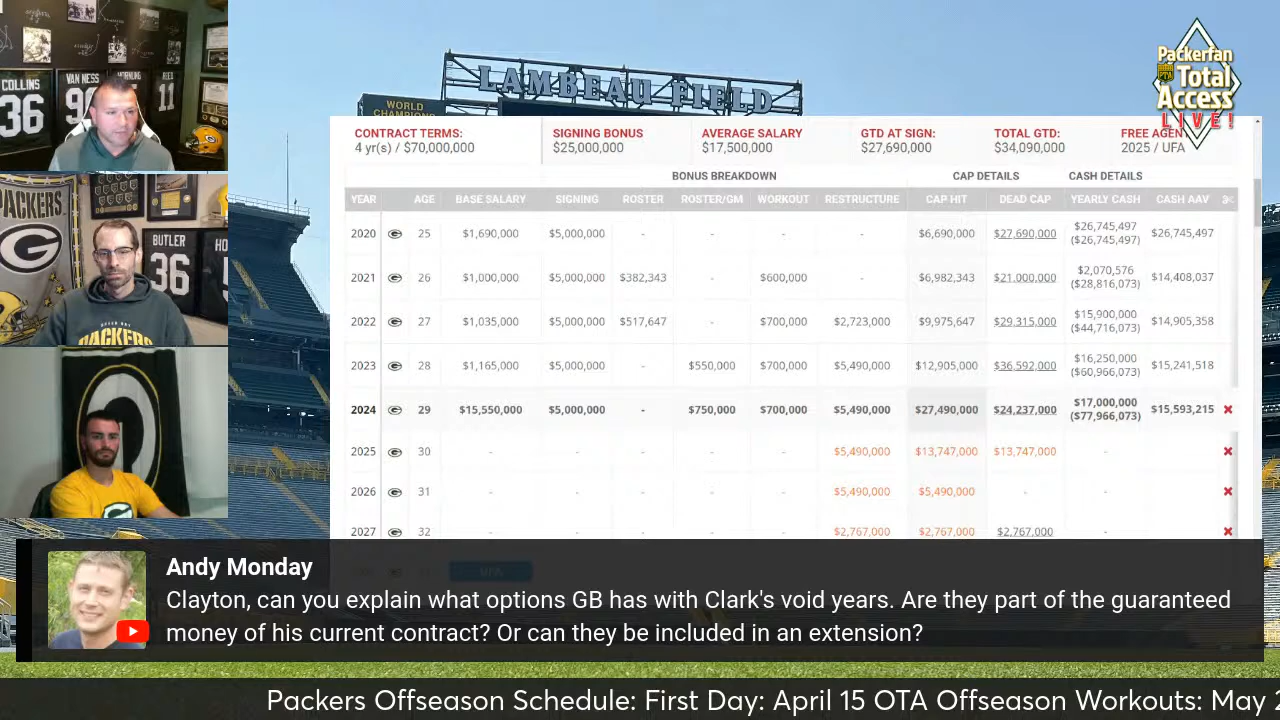 COLLINS
36
VAN NESS
REED
11
PACKERS
BUTLER
36
PACKERS
LAMBEAU FIELD
WORLD
CHAMPIONS
Packerfan
Total
Access
LIVE!
CONTRACT TERMS: SIGNING BONUS AVERAGE SALARY GTD AT SIGN: TOTAL GTD: FREE AGEN
4 yr(s) / $70,000,000 $25,000,000 $17,500,000 $27,690,000 $34,090,000 2025 / UFA
BONUS BREAKDOWN CAP DETAILS CASH DETAILS
YEAR AGE BASE SALARY SIGNING ROSTER ROSTER/GM WORKOUT RESTRUCTURE CAP HIT DEAD CAP YEARLY CASH CASH AAV
2020 25 $1,690,000 $5,000,000 - - - - $6,690,000 $27,690,000 $26,745,497 ($26,745,497) $26,745,497
2021 26 $1,000,000 $5,000,000 $382,343 - $600,000 - $6,982,343 $21,000,000 $2,070,576 ($28,816,073) $14,408,037
2022 27 $1,035,000 $5,000,000 $517,647 - $700,000 $2,723,000 $9,975,647 $29,315,000 $15,900,000 ($44,716,073) $14,905,358
2023 28 $1,165,000 $5,000,000 - $550,000 $700,000 $5,490,000 $12,905,000 $36,592,000 $16,250,000 ($60,966,073) $15,241,518
2024 29 $15,550,000 $5,000,000 - $750,000 $700,000 $5,490,000 $27,490,000 $24,237,000 $17,000,000 ($77,966,073) $15,593,215
2025 30 - - - - - $5,490,000 $13,747,000 $13,747,000 -
2026 31 - - - - - $5,490,000 $5,490,000 - -
2027 32 - - - - - $2,767,000 $2,767,000 $2,767,000 -
UFA
Andy Monday
Clayton, can you explain what options GB has with Clark's void years. Are they part of the guaranteed
money of his current contract? Or can they be included in an extension?
Packers Offseason Schedule: First Day: April 15 OTA Offseason Workouts: May